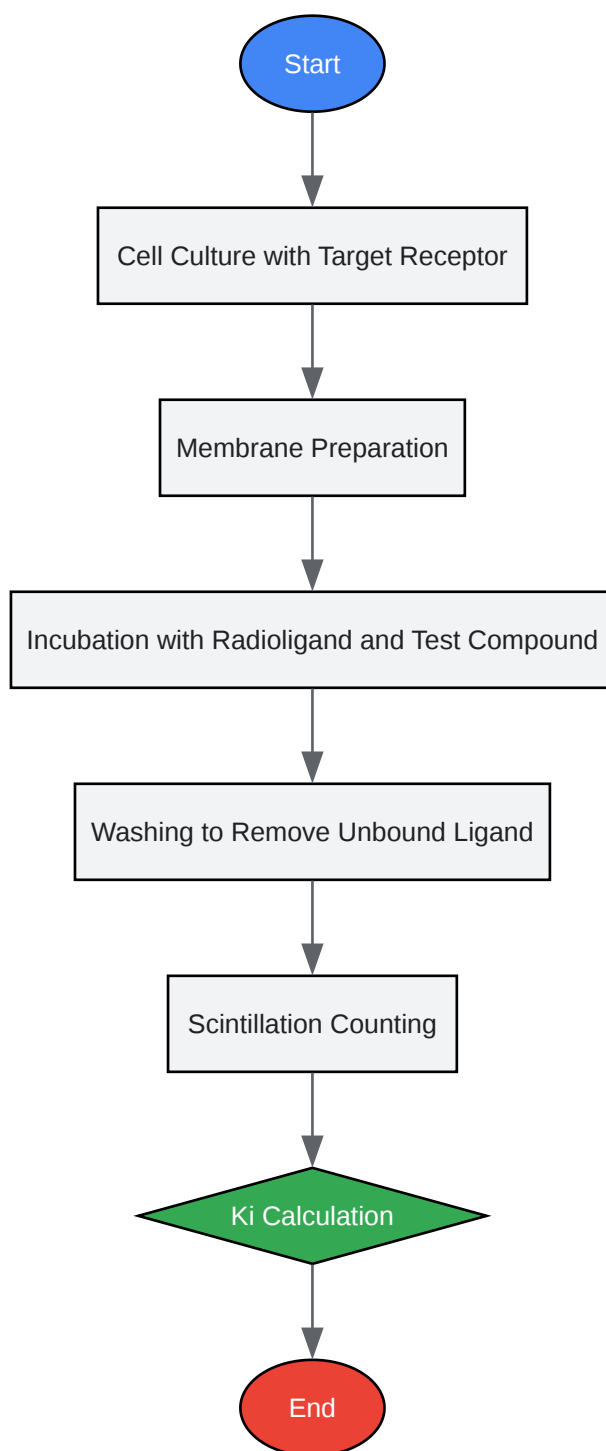 Start
Cell Culture with Target Receptor
Membrane Preparation
Incubation with Radioligand and Test Compound
Washing to Remove Unbound Ligand
Scintillation Counting
Ki Calculation
End